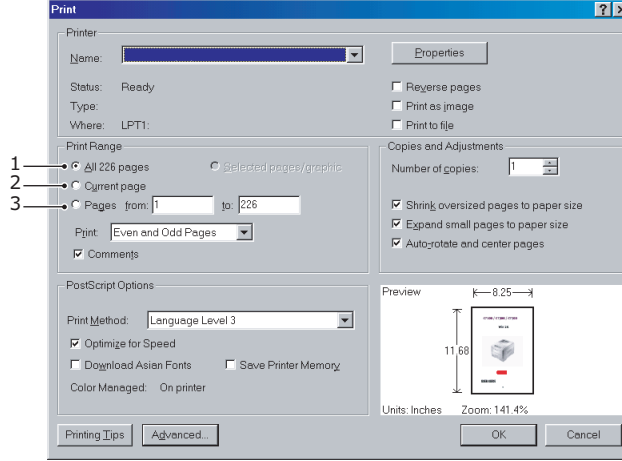 Print
Printer
Name:
Properties
Status: Ready
Reverse pages
Type:
Print as image
Where: LPT1:
Print to file
Print Range
Copies and Adjustments
1
All 226 pages
Selected pages/graphic
Number of copies: 1
2
Current page
3
Pages from: 1 to: 226
Shrink oversized pages to paper size
Print: Even and Odd Pages
Expand small pages to paper size
Comments
Auto-rotate and center pages
PostScript Options
Preview
8.25
Print Method: Language Level 3
Optimize for Speed
11.68
Download Asian Fonts
Save Printer Memory
Color Managed: On printer
Units: Inches Zoom: 141.4%
Printing Tips
Advanced...
OK
Cancel